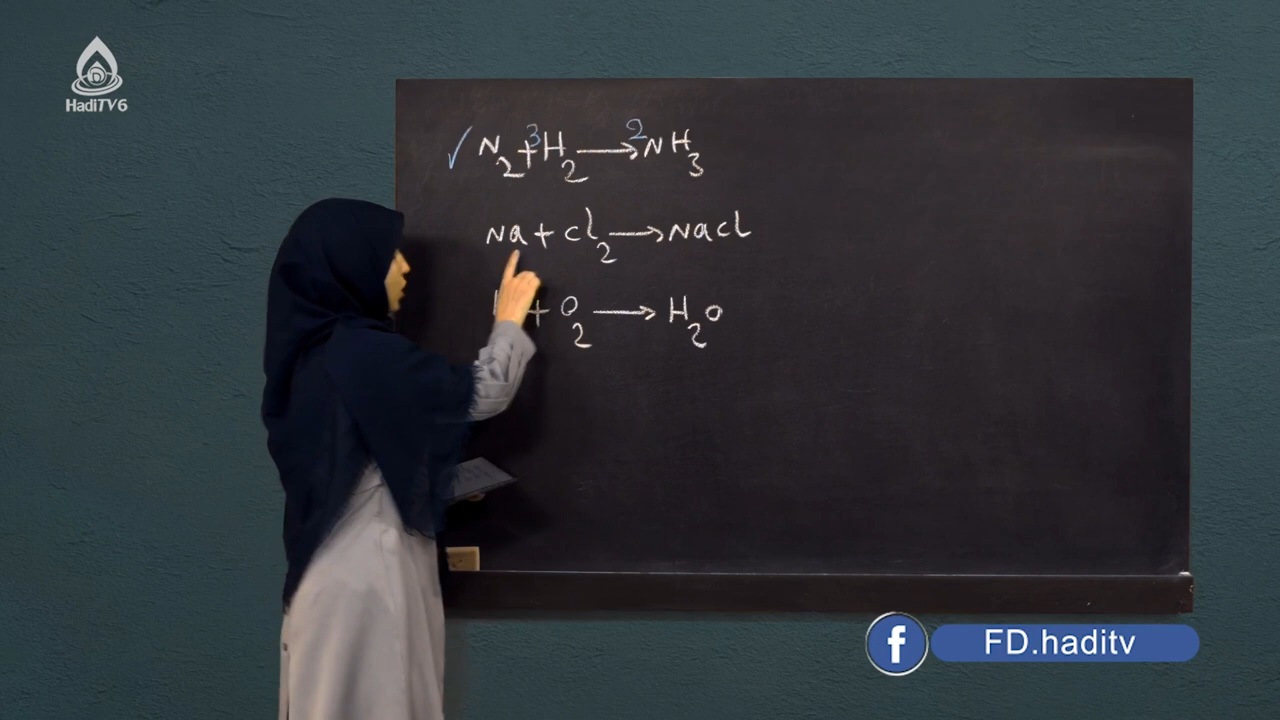 HadiTV6
✓ N₂ + 3H₂ → 2NH₃
Na + cl₂ → Nacl
+ O₂ → H₂O
FD.haditv